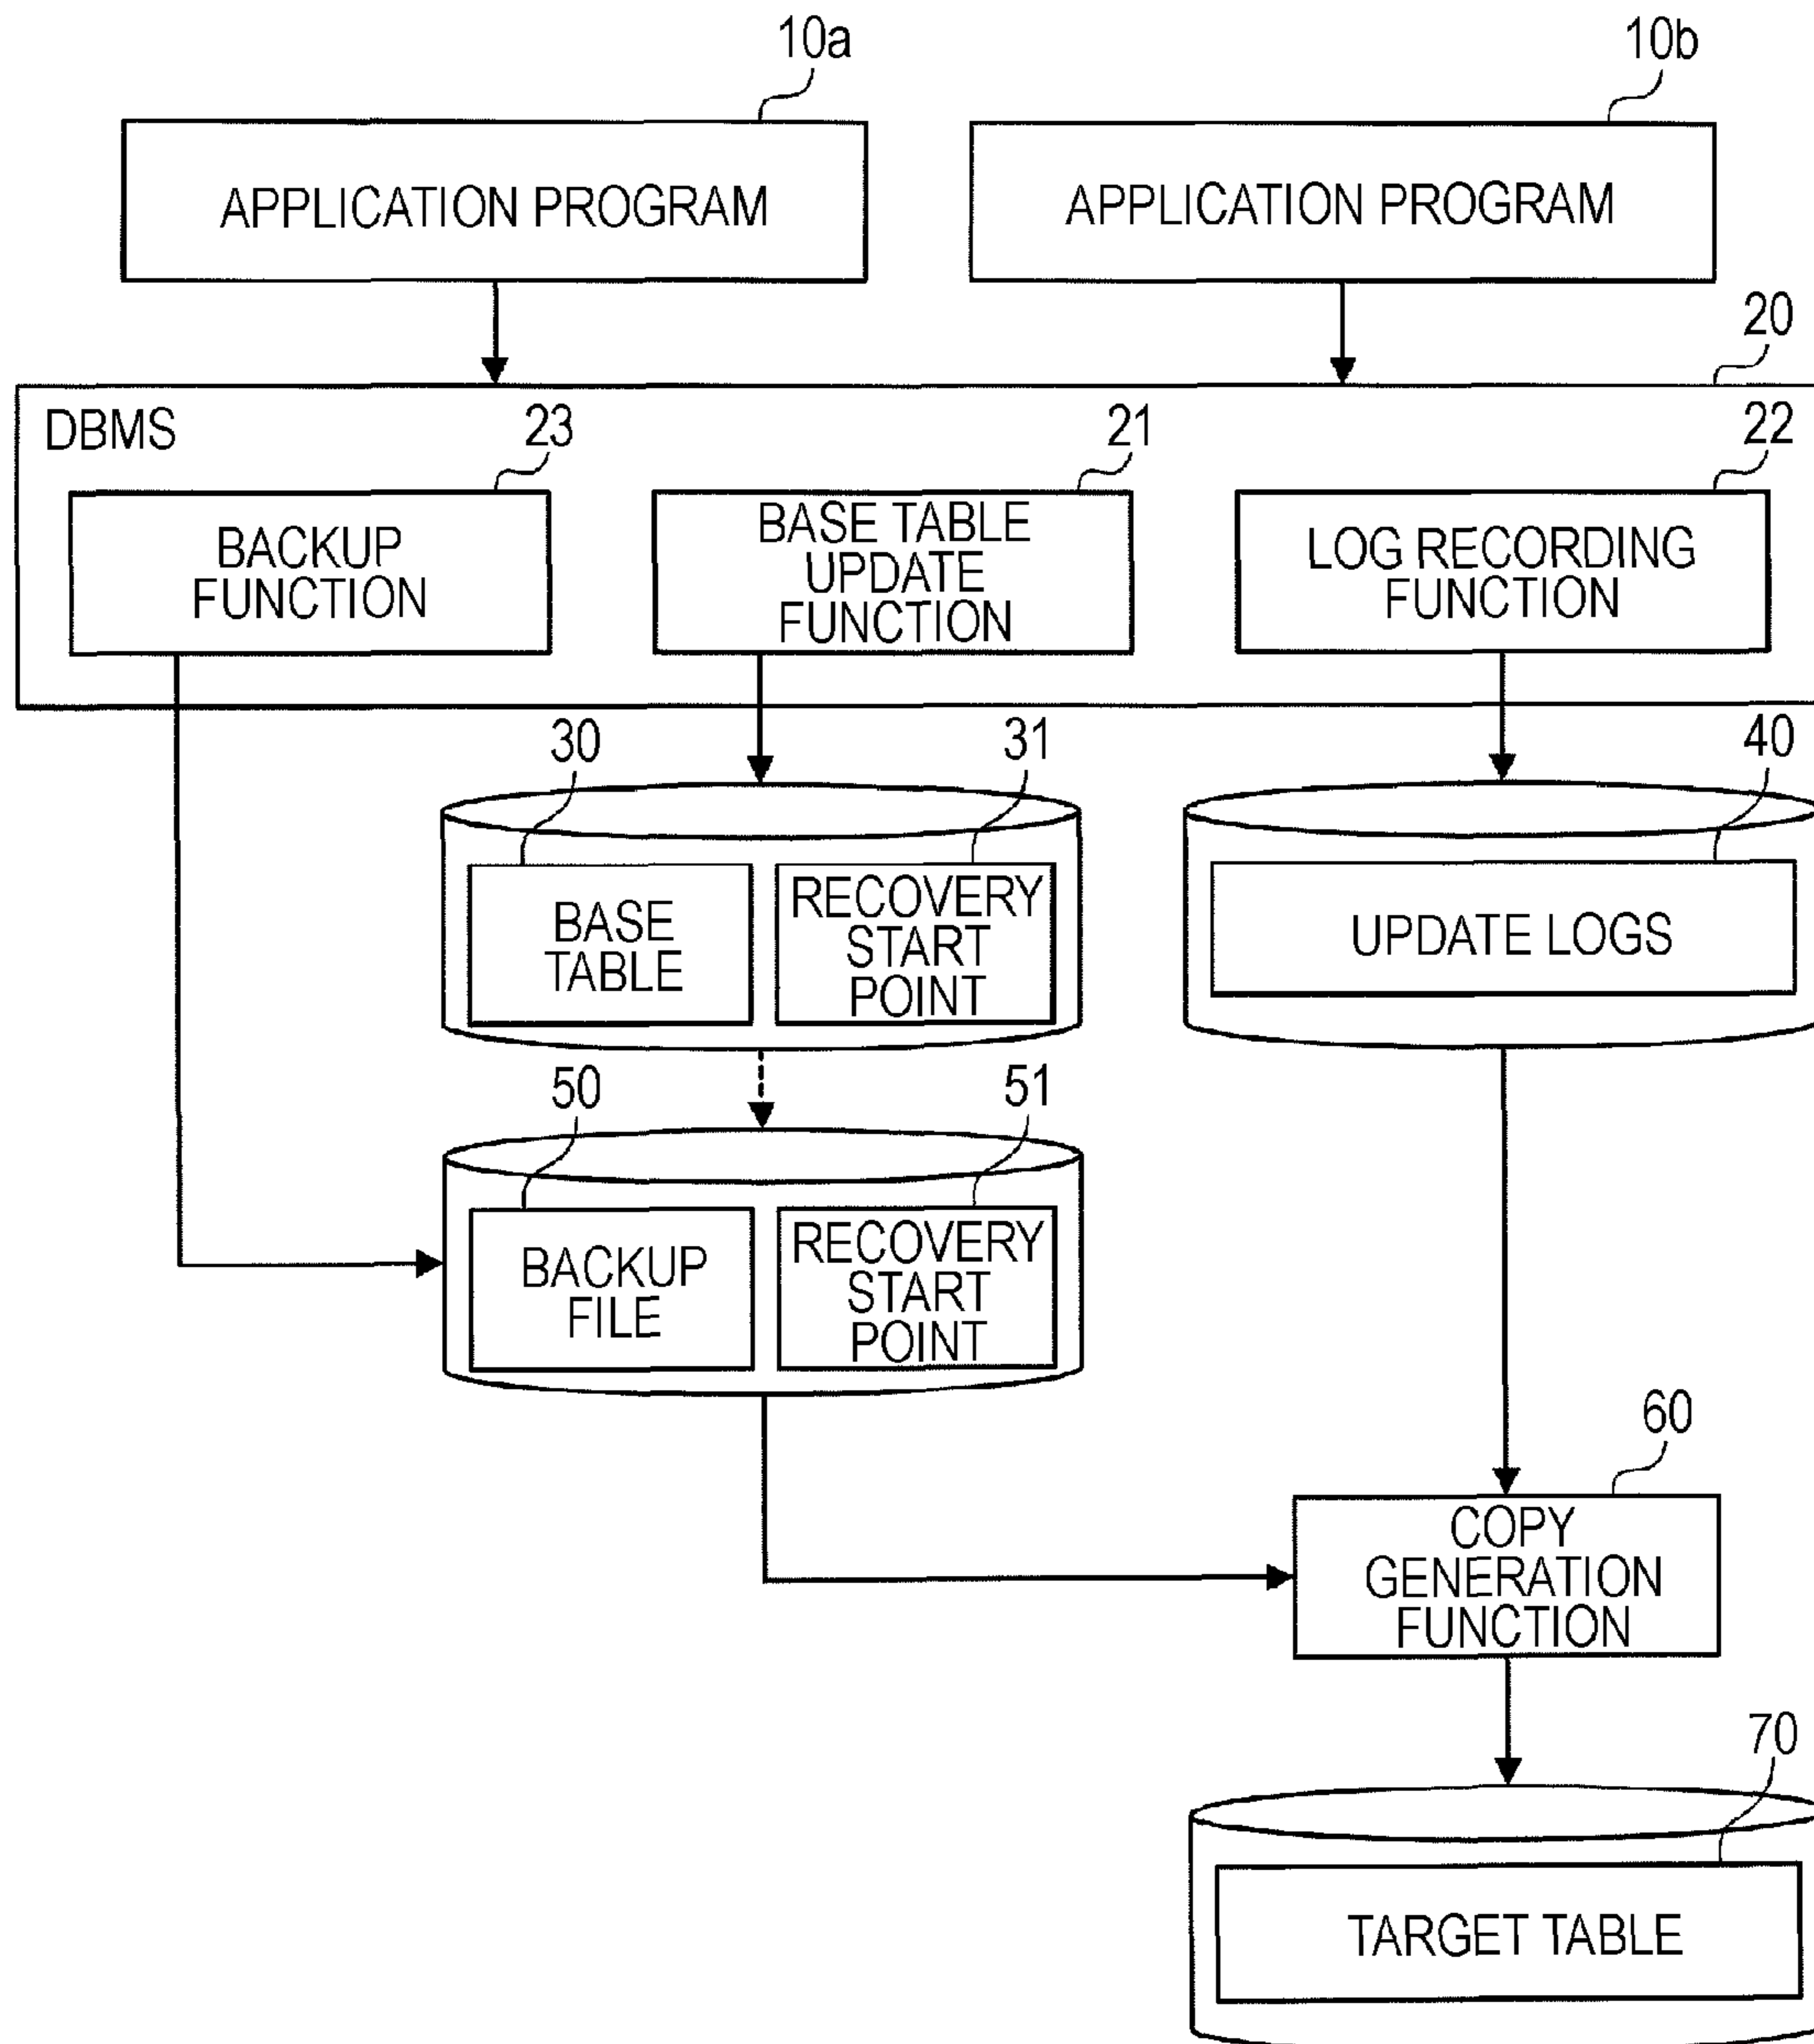 10a
10b
APPLICATION PROGRAM
APPLICATION PROGRAM
20
DBMS
23
21
22
BACKUP
FUNCTION
BASE TABLE
UPDATE
FUNCTION
LOG RECORDING
FUNCTION
30
31
40
BASE
TABLE
RECOVERY
START
POINT
UPDATE LOGS
50
51
BACKUP
FILE
RECOVERY
START
POINT
60
COPY
GENERATION
FUNCTION
70
TARGET TABLE